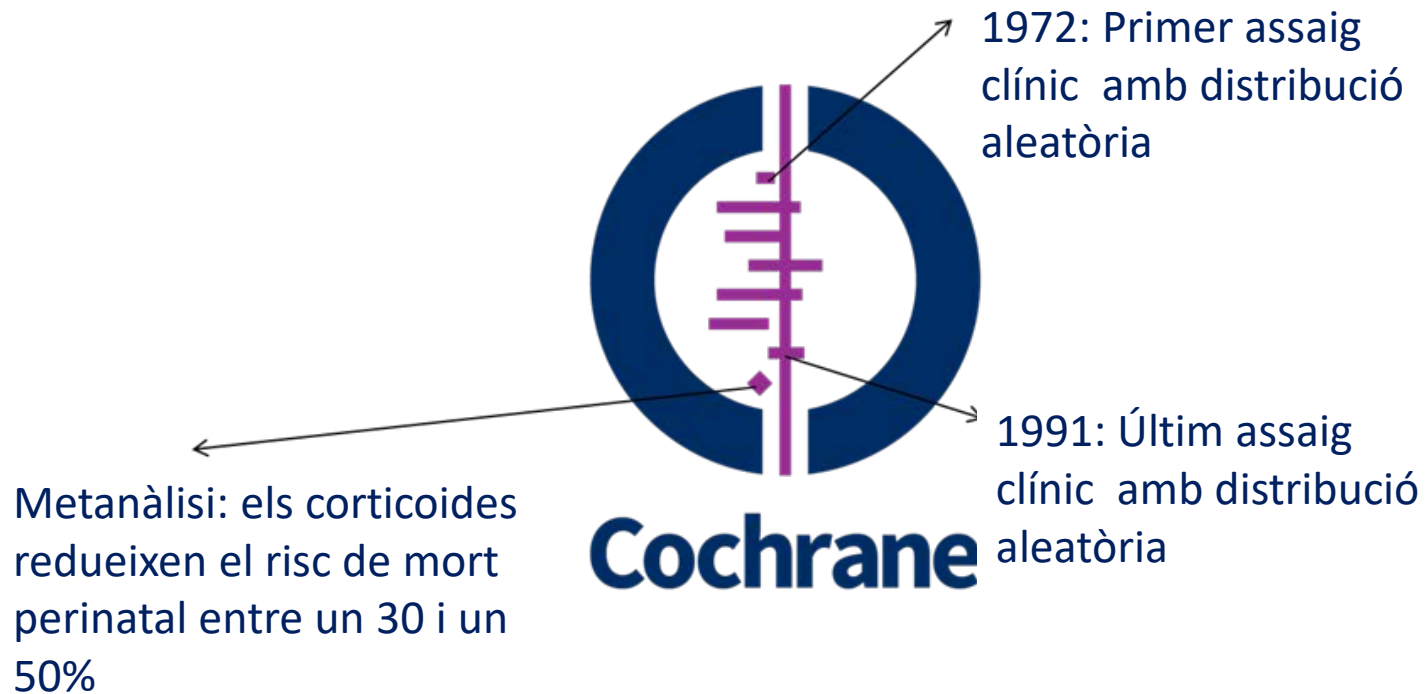 1972: Primer assaig
clínic amb distribució
aleatòria
Metanàlisi: els corticoides
redueixen el risc de mort
perinatal entre un 30 i un
50%
Cochrane
1991: Últim assaig
clínic amb distribució
aleatòria